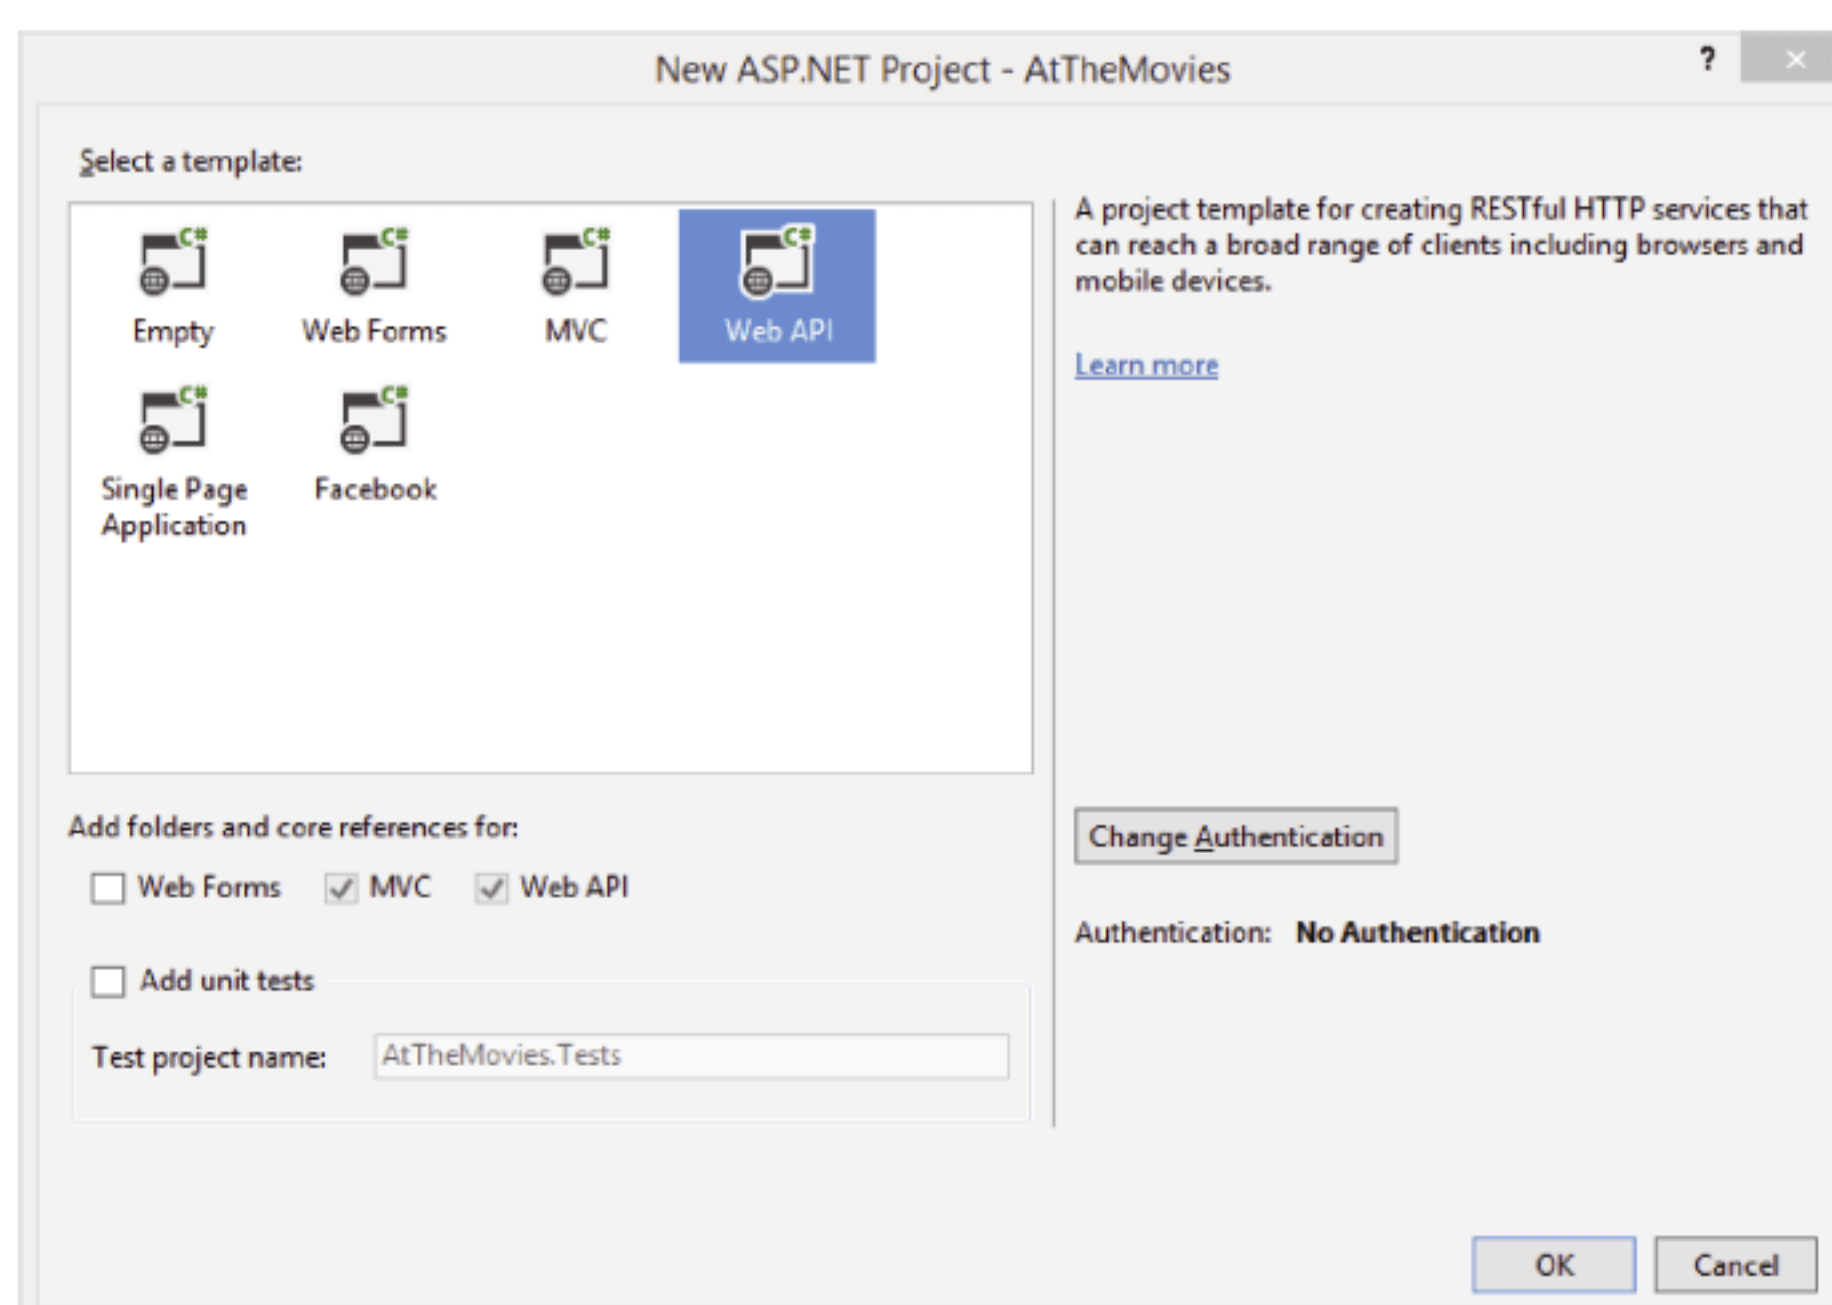 New ASP.NET Project - AtTheMovies
?
Select a template:
C# C# C# C#
Empty Web Forms MVC Web API
C# C#
Single Page Facebook
Application
A project template for creating RESTful HTTP services that
can reach a broad range of clients including browsers and
mobile devices.
Learn more
Add folders and core references for:
Web Forms MVC Web API
Add unit tests
Test project name: AtTheMovies.Tests
Change Authentication
Authentication: No Authentication
OK Cancel